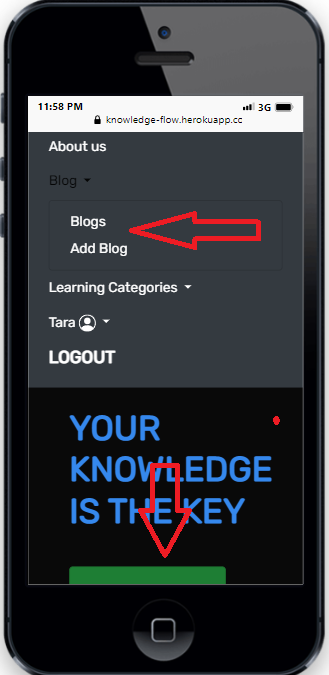 11:58 PM 3G
knowledge-flow.herokuapp.cc
About us
Blog
Blogs
Add Blog
Learning Categories
Tara
LOGOUT
YOUR
KNOWLEDGE
IS THE KEY